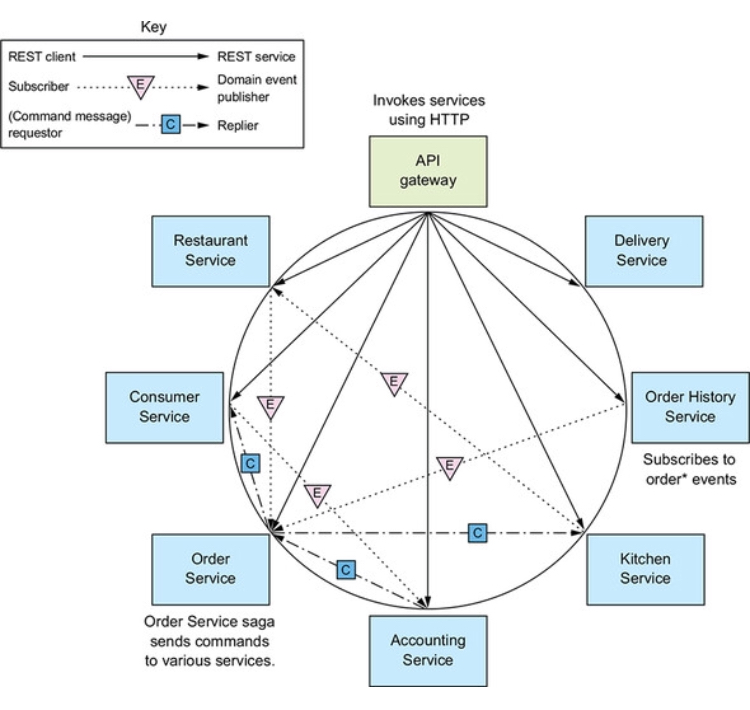 Key
REST client
REST service
Subscriber
E
Domain event
publisher
(Command message)
requestor
C
Replier
Invokes services
using HTTP
API
gateway
Restaurant
Service
Delivery
Service
Consumer
Service
Order History
Service
Subscribes to
order* events
E
E
E
E
C
C
C
Order
Service
Order Service saga
sends commands
to various services.
Kitchen
Service
Accounting
Service